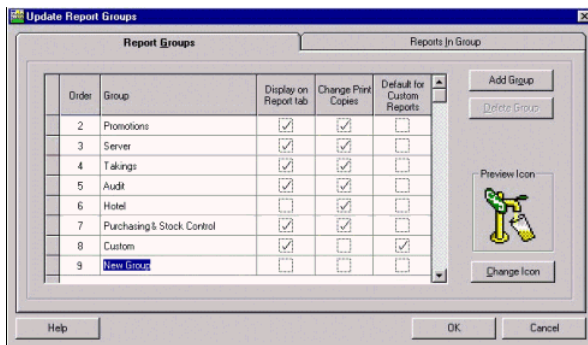 Update Report Groups
Report Groups
Reports In Group
Order Group Display on Report tab Change Print Copies Default for Custom Reports
2 Promotions
3 Server
4 Takings
5 Audit
6 Hotel
7 Purchasing & Stock Control
8 Custom
9 New Group
Add Group
Delete Group
Preview Icon
Change Icon
Help
OK
Cancel